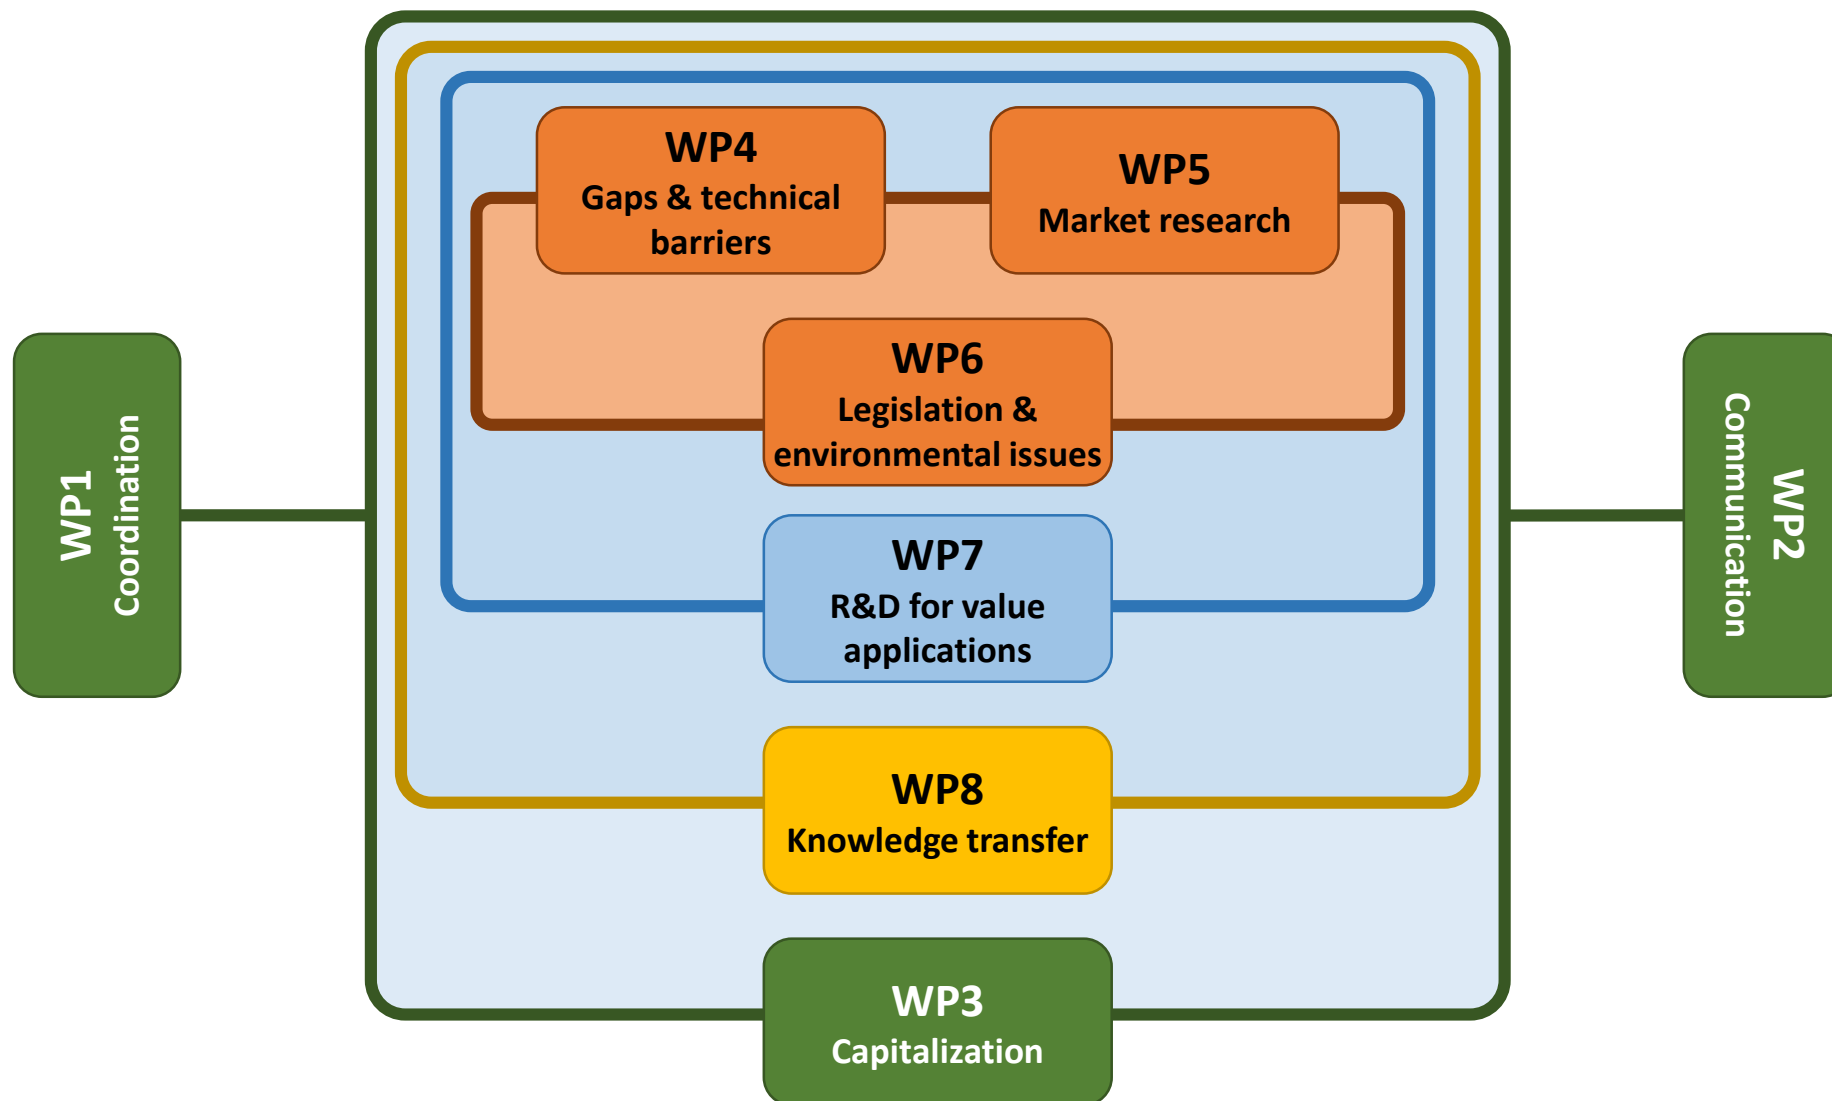 WP4
Gaps & technical
barriers
WP5
Market research
WP6
Legislation &
environmental issues
WP1
Coordination
WP2
Communication
WP7
R&D for value
applications
WP8
Knowledge transfer
WP3
Capitalization